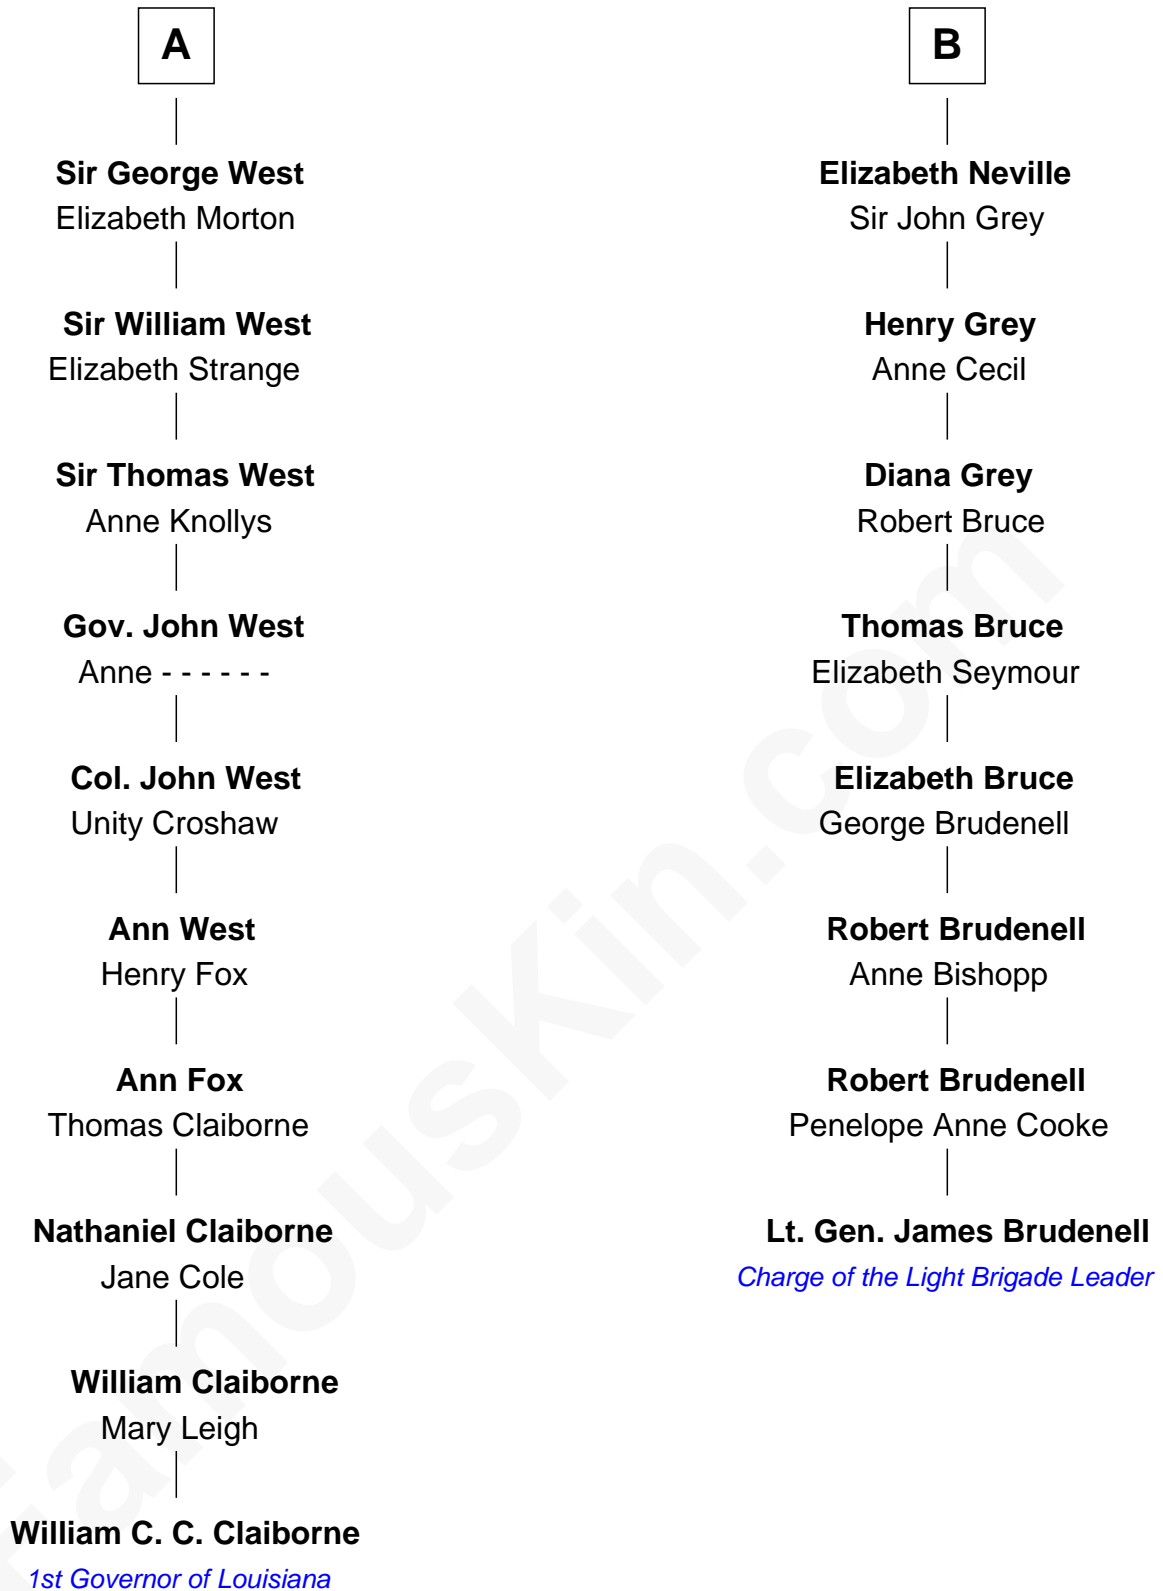 A
Sir George West
Elizabeth Morton
Sir William West
Elizabeth Strange
Sir Thomas West
Anne Knollys
Gov. John West
Anne - - - - - -
Col. John West
Unity Croshaw
Ann West
Henry Fox
Ann Fox
Thomas Claiborne
Nathaniel Claiborne
Jane Cole
William Claiborne
Mary Leigh
William C. C. Claiborne
1st Governor of Louisiana
B
Elizabeth Neville
Sir John Grey
Henry Grey
Anne Cecil
Diana Grey
Robert Bruce
Thomas Bruce
Elizabeth Seymour
Elizabeth Bruce
George Brudenell
Robert Brudenell
Anne Bishopp
Robert Brudenell
Penelope Anne Cooke
Lt. Gen. James Brudenell
Charge of the Light Brigade Leader
FamousKin.com